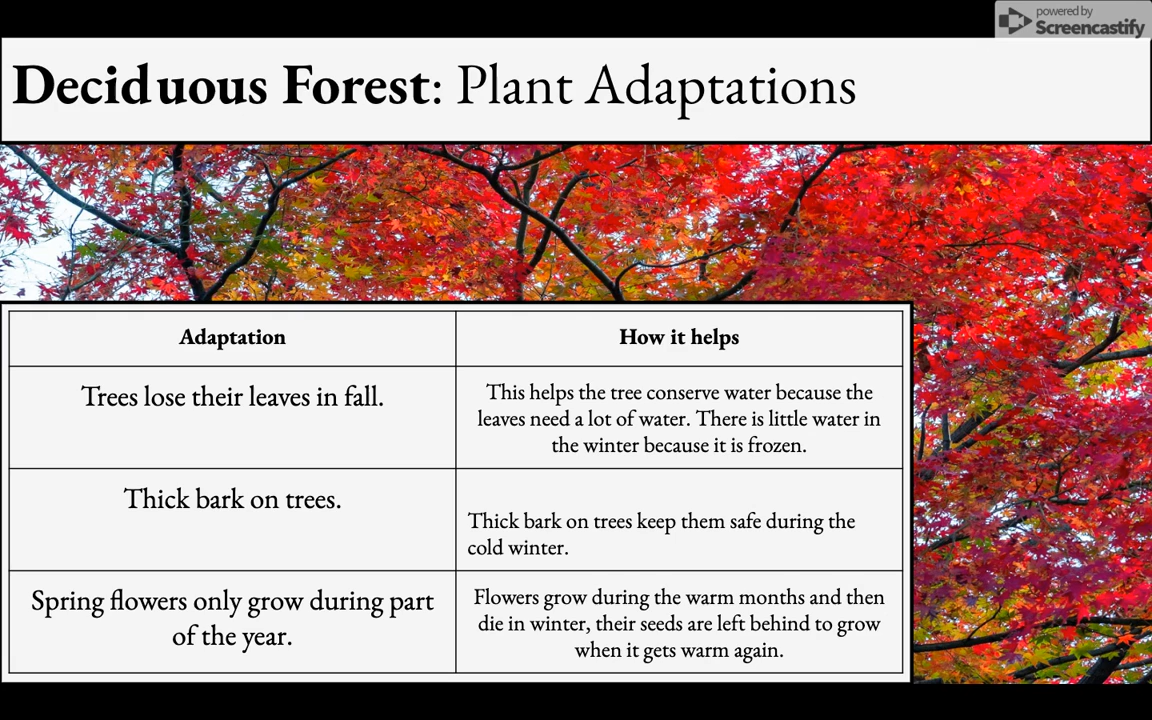 powered by
Screencastify
Deciduous Forest: Plant Adaptations
Adaptation
How it helps
Trees lose their leaves in fall.
This helps the tree conserve water because the
leaves need a lot of water. There is little water in
the winter because it is frozen.
Thick bark on trees.
Thick bark on trees keep them safe during the
cold winter.
Spring flowers only grow during part
of the year.
Flowers grow during the warm months and then
die in winter, their seeds are left behind to grow
when it gets warm again.